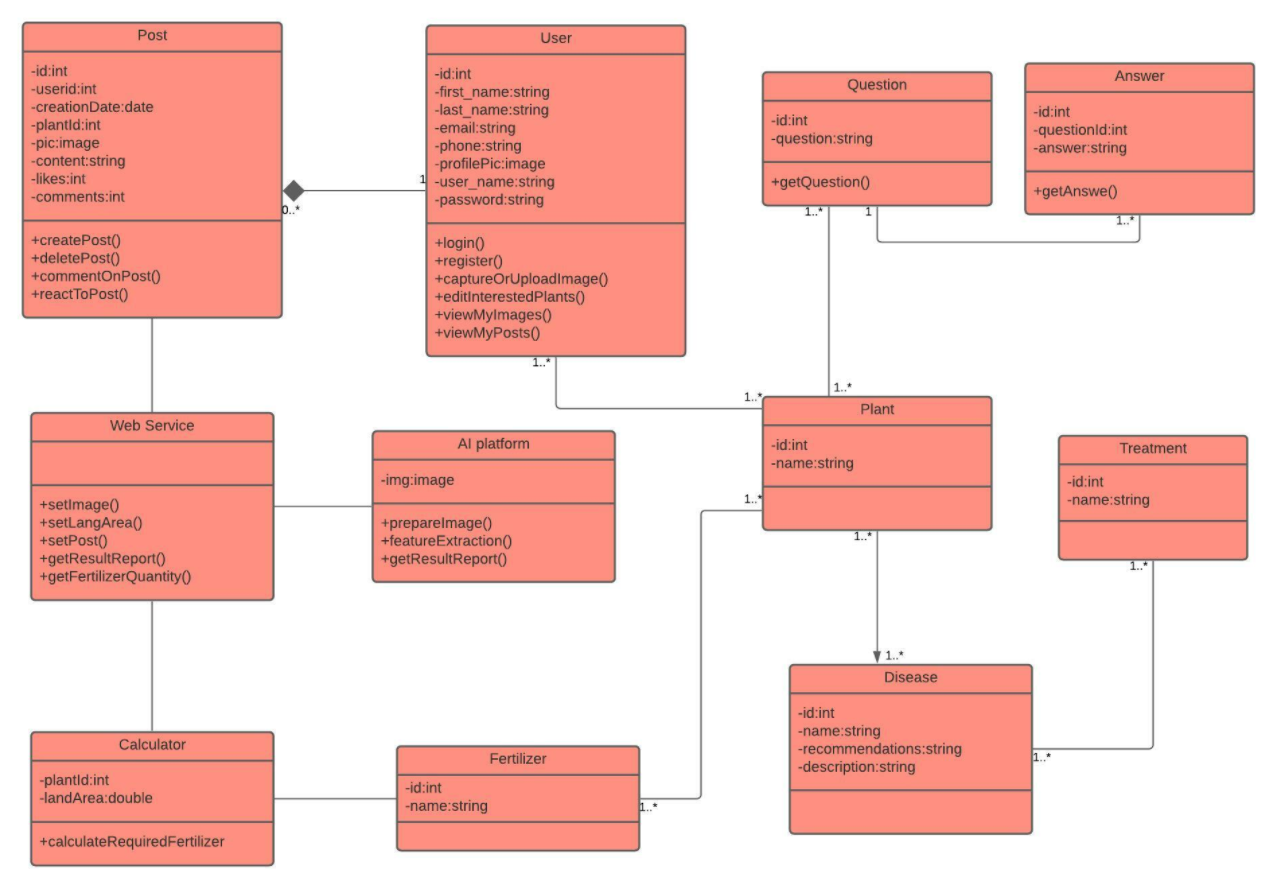 Post
-id:int
-userid:int
-creationDate:date
-plantId:int
-pic:image
-content:string
-likes:int
-comments:int
+createPost()
+deletePost()
+commentOnPost()
+reactToPost()
0..*
1
User
-id:int
-first_name:string
-last_name:string
-email:string
-phone:string
-profilePic:image
-user_name:string
-password:string
+login()
+register()
+captureOrUploadImage()
+editInterestedPlants()
+viewMyImages()
+viewMyPosts()
1..*
1..*
Question
-id:int
-question:string
+getQuestion()
1..*
1
Answer
-id:int
-questionId:int
-answer:string
+getAnswe()
1..*
1..*
Web Service
+setImage()
+setLangArea()
+setPost()
+getResultReport()
+getFertilizerQuantity()
AI platform
-img:image
+prepareImage()
+featureExtraction()
+getResultReport()
Plant
-id:int
-name:string
1..*
1..*
Treatment
-id:int
-name:string
1..*
Calculator
-plantId:int
-landArea:double
+calculateRequiredFertilizer
Fertilizer
-id:int
-name:string
1..*
1..*
Disease
-id:int
-name:string
-recommendations:string
-description:string
1..*